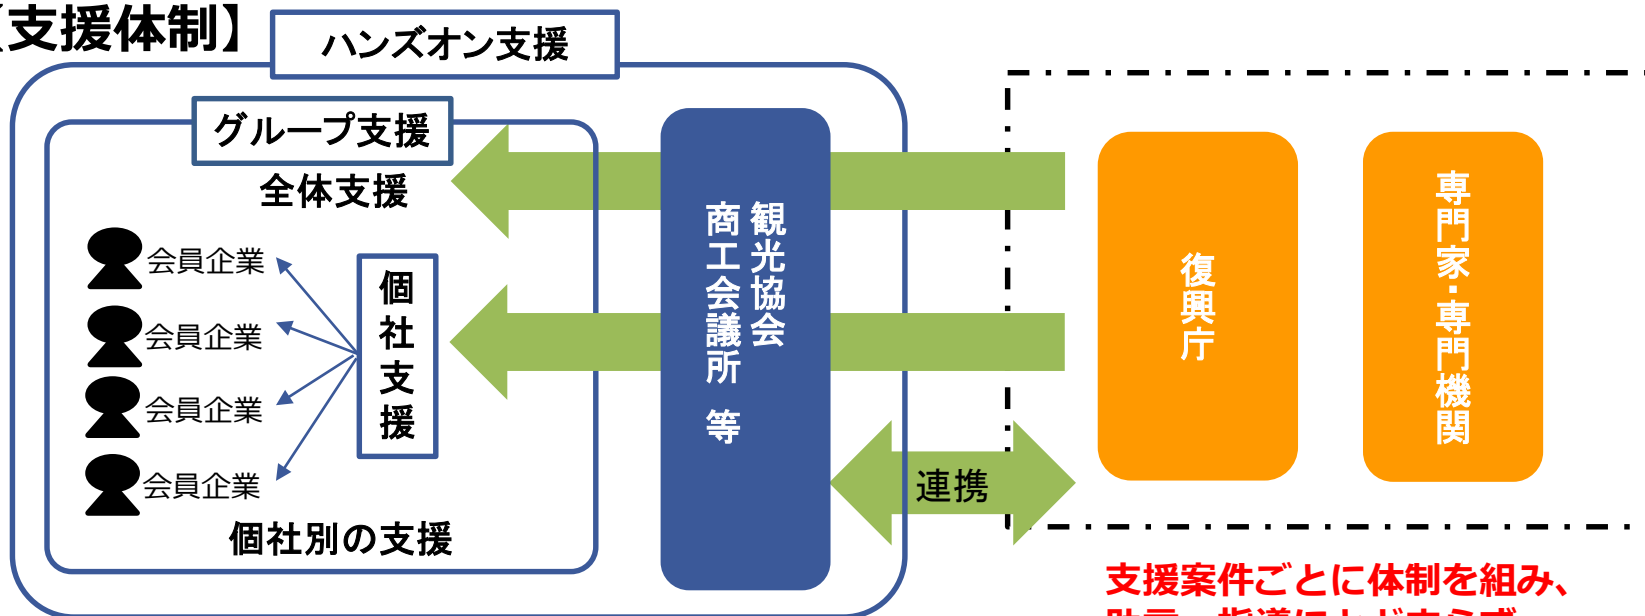 【支援体制】
ハンズオン支援
グループ支援
全体支援
会員企業
会員企業
会員企業
会員企業
個社支援
個社別の支援
観光協会
商工会議所 等
連携
復興庁
専門家・専門機関
支援案件ごとに体制を組み、